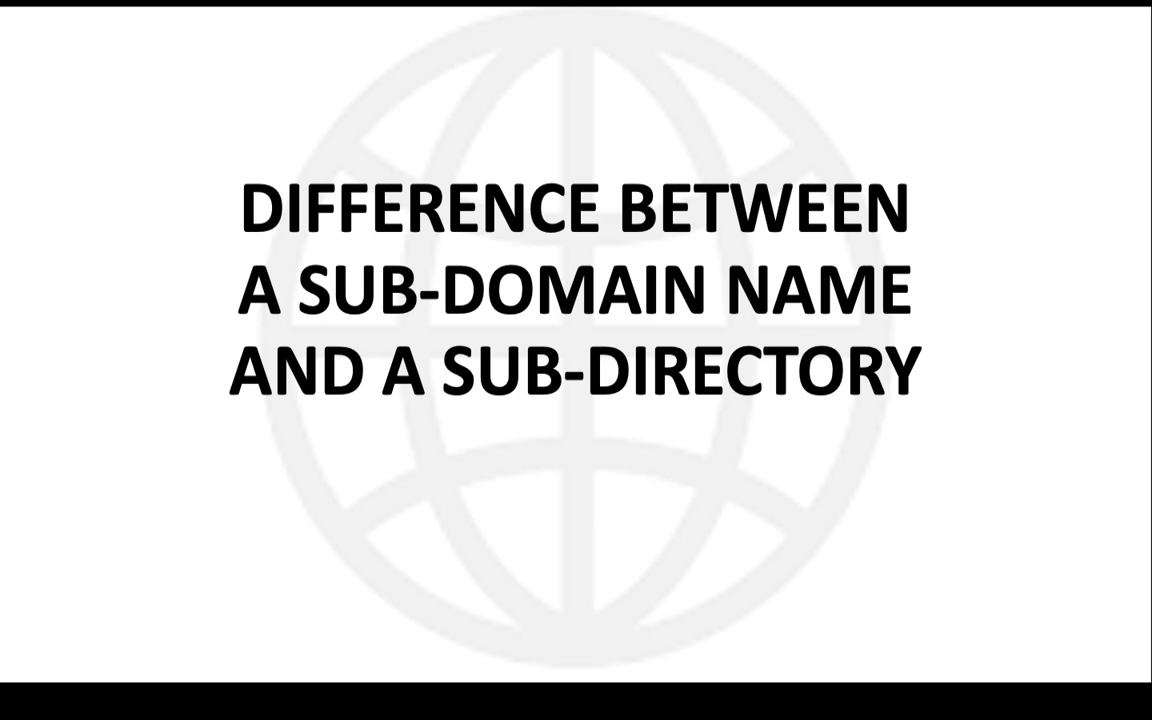 DIFFERENCE BETWEEN
A SUB-DOMAIN NAME
AND A SUB-DIRECTORY